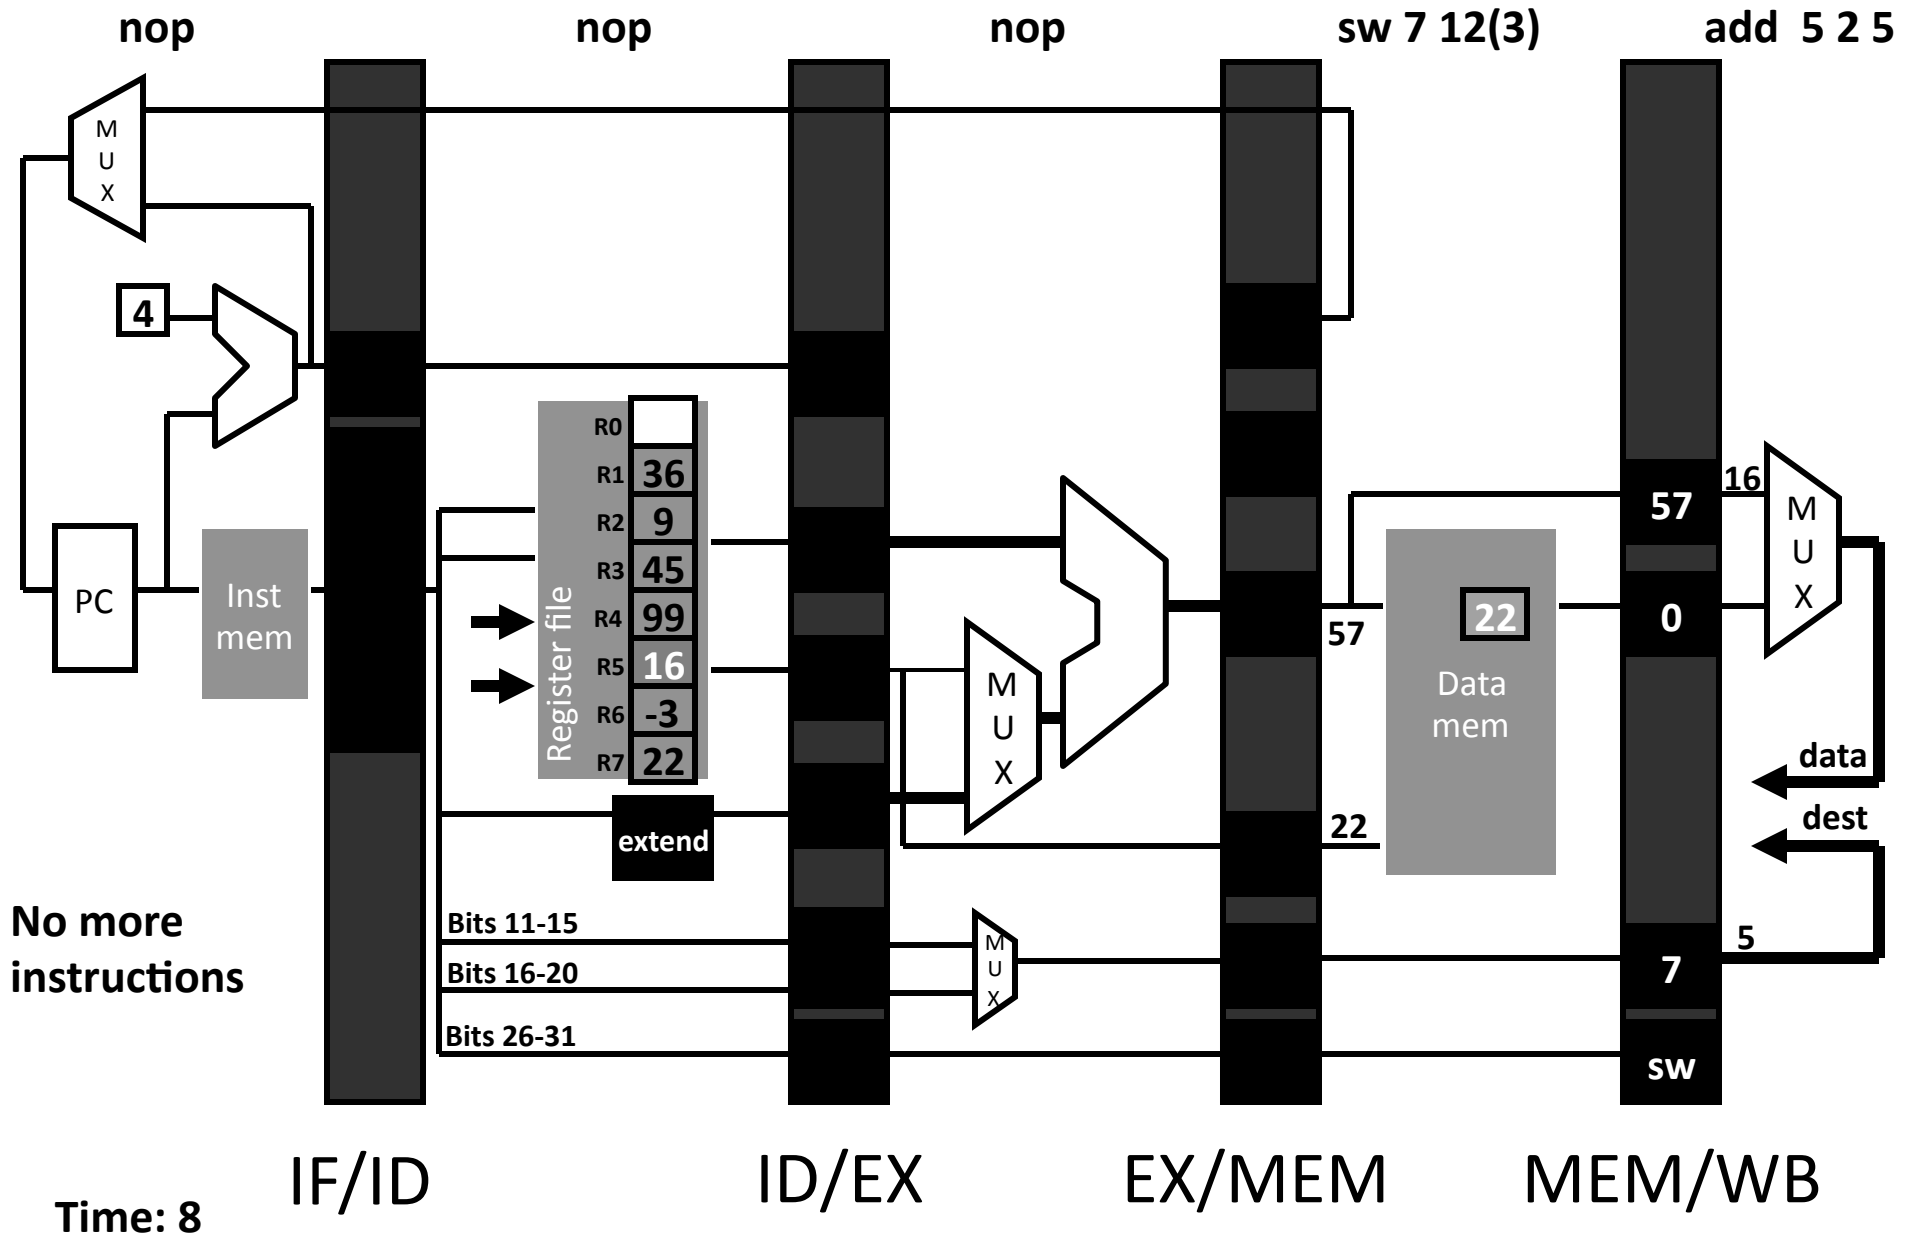 nop
nop
nop
sw 7 12(3)
add 5 2 5
M
U
X
4
PC
Inst
mem
Register file
R0
R1 36
R2 9
R3 45
R4 99
R5 16
R6 -3
R7 22
extend
Bits 11-15
Bits 16-20
Bits 26-31
M
U
X
M
U
X
57
22
22
Data
mem
57
0
7
sw
16
5
M
U
X
data
dest
No more
instructions
IF/ID
ID/EX
EX/MEM
MEM/WB
Time: 8